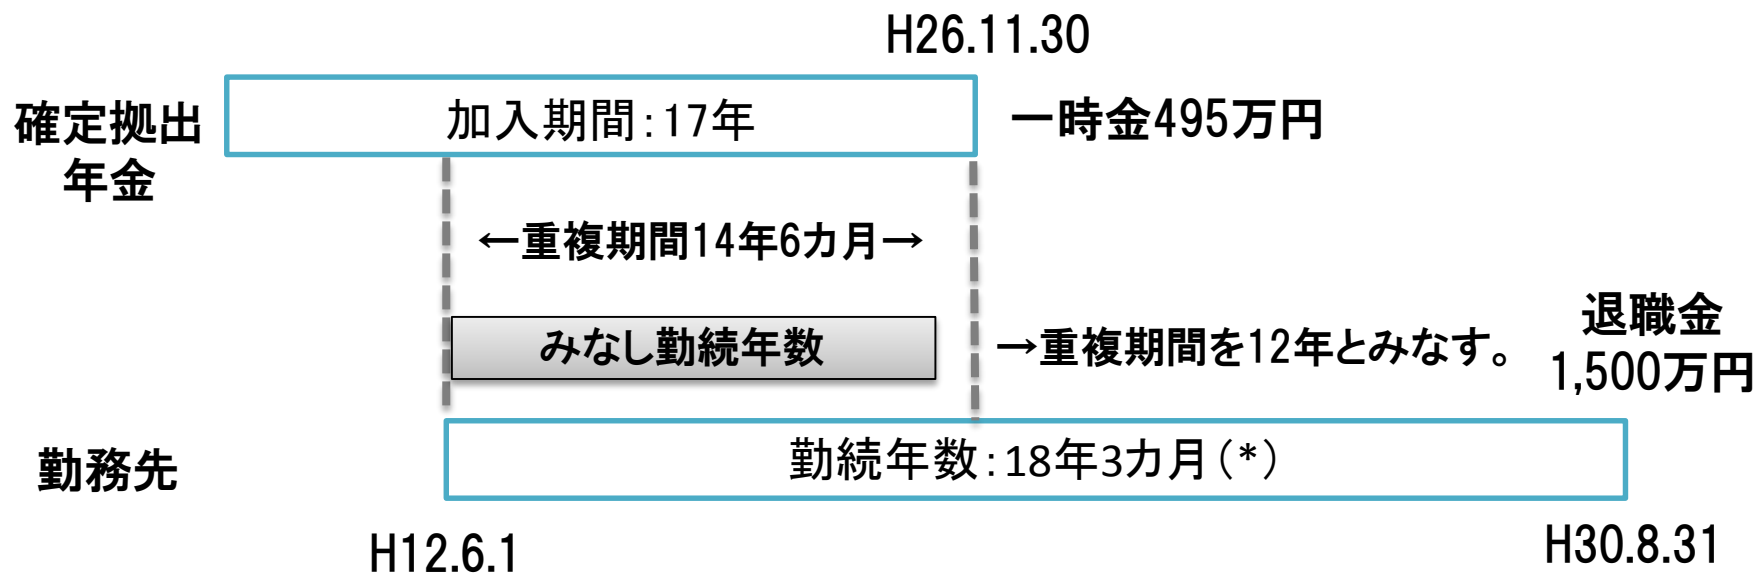 H26.11.30
確定拠出
年金
加入期間:17年
一時金495万円
←重複期間14年6カ月→
みなし勤続年数
→重複期間を12年とみなす。
退職金
1,500万円
勤務先
勤続年数:18年3カ月(*)
H12.6.1
H30.8.31